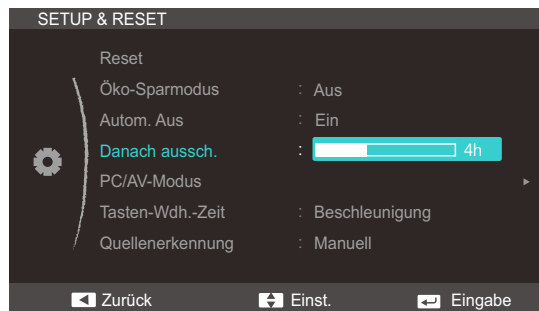 SETUP & RESET
Reset
Öko-Sparmodus : Aus
Autom. Aus : Ein
Danach aussch. : 4h
PC/AV-Modus
Tasten-Wdh.-Zeit : Beschleunigung
Quellenerkennung : Manuell
Zurück Einst. Eingabe